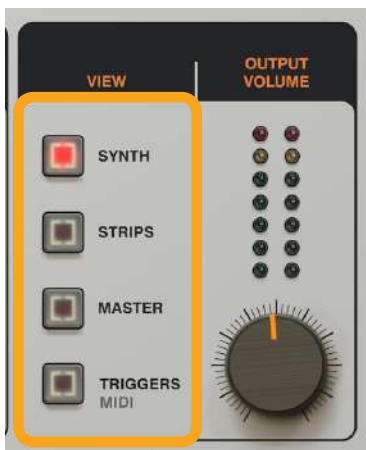 VIEW
OUTPUT
VOLUME
SYNTH
STRIPS
MASTER
TRIGGERS
MIDI